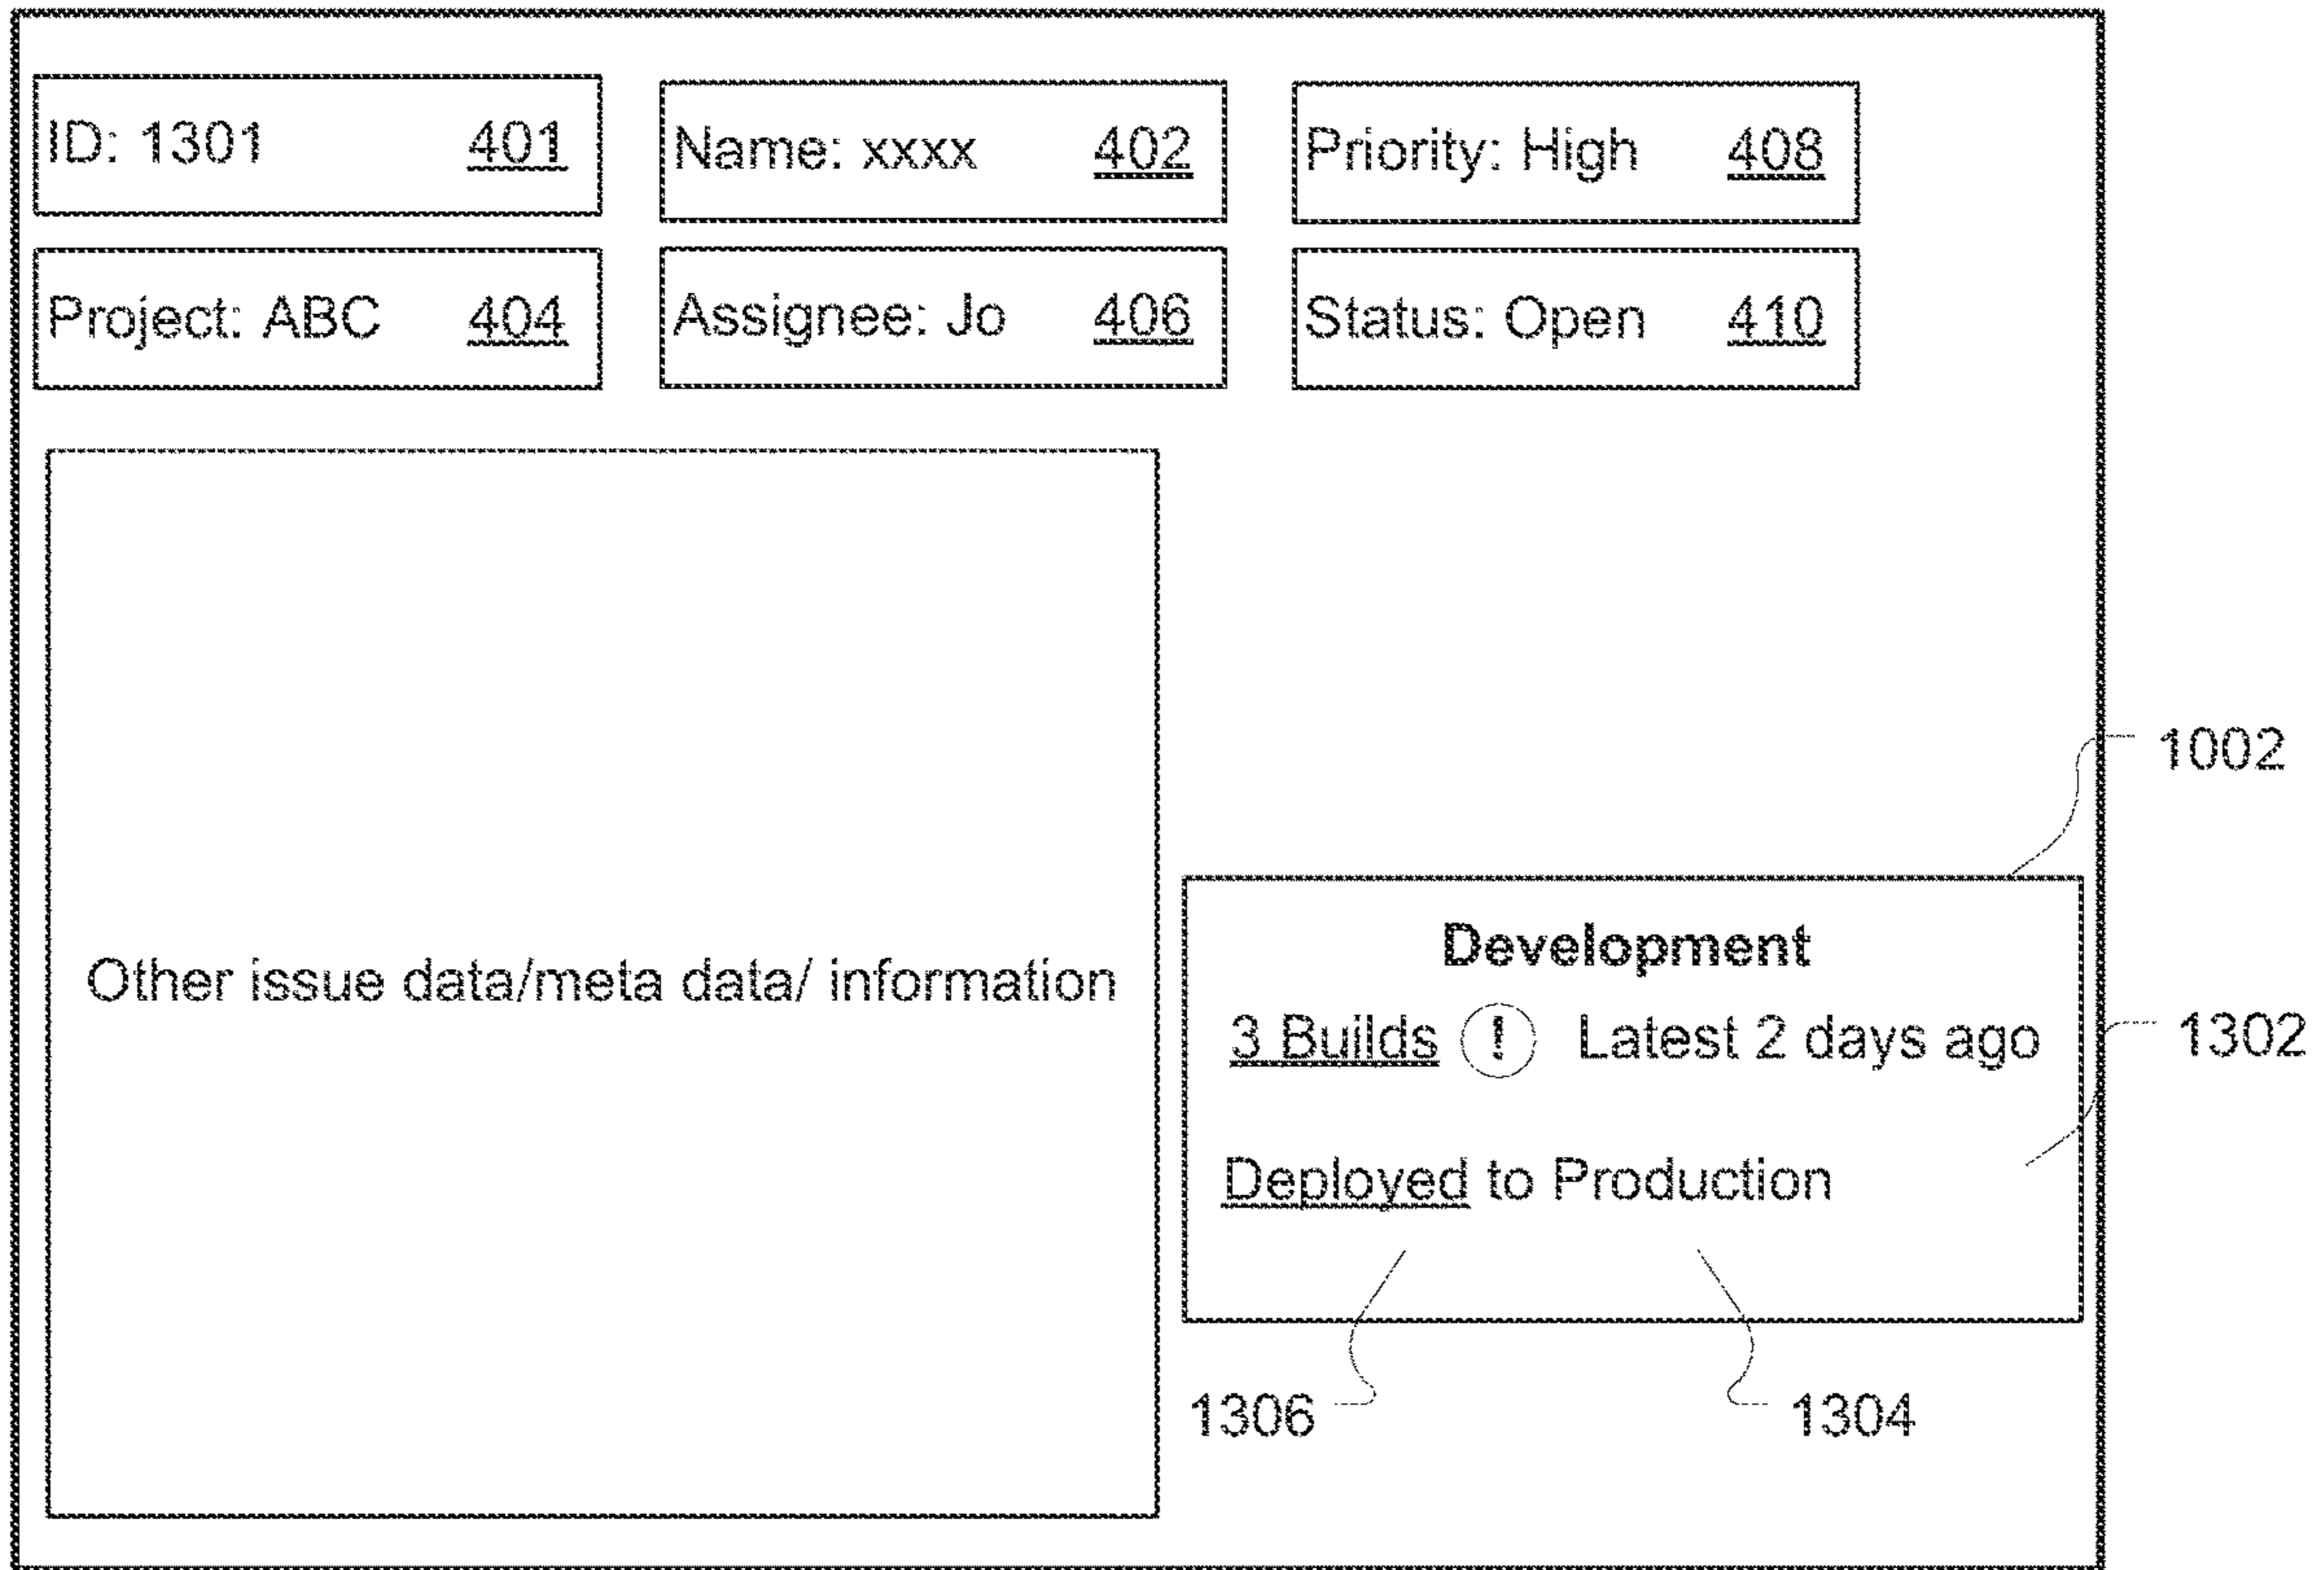 ID: 1301 401
Name: xxxx 402
Priority: High 408
Project: ABC 404
Assignee: Jo 406
Status: Open 410
1002
Other issue data/meta data/ information
Development
3 Builds ! Latest 2 days ago
1302
Deployed to Production
1306
1304